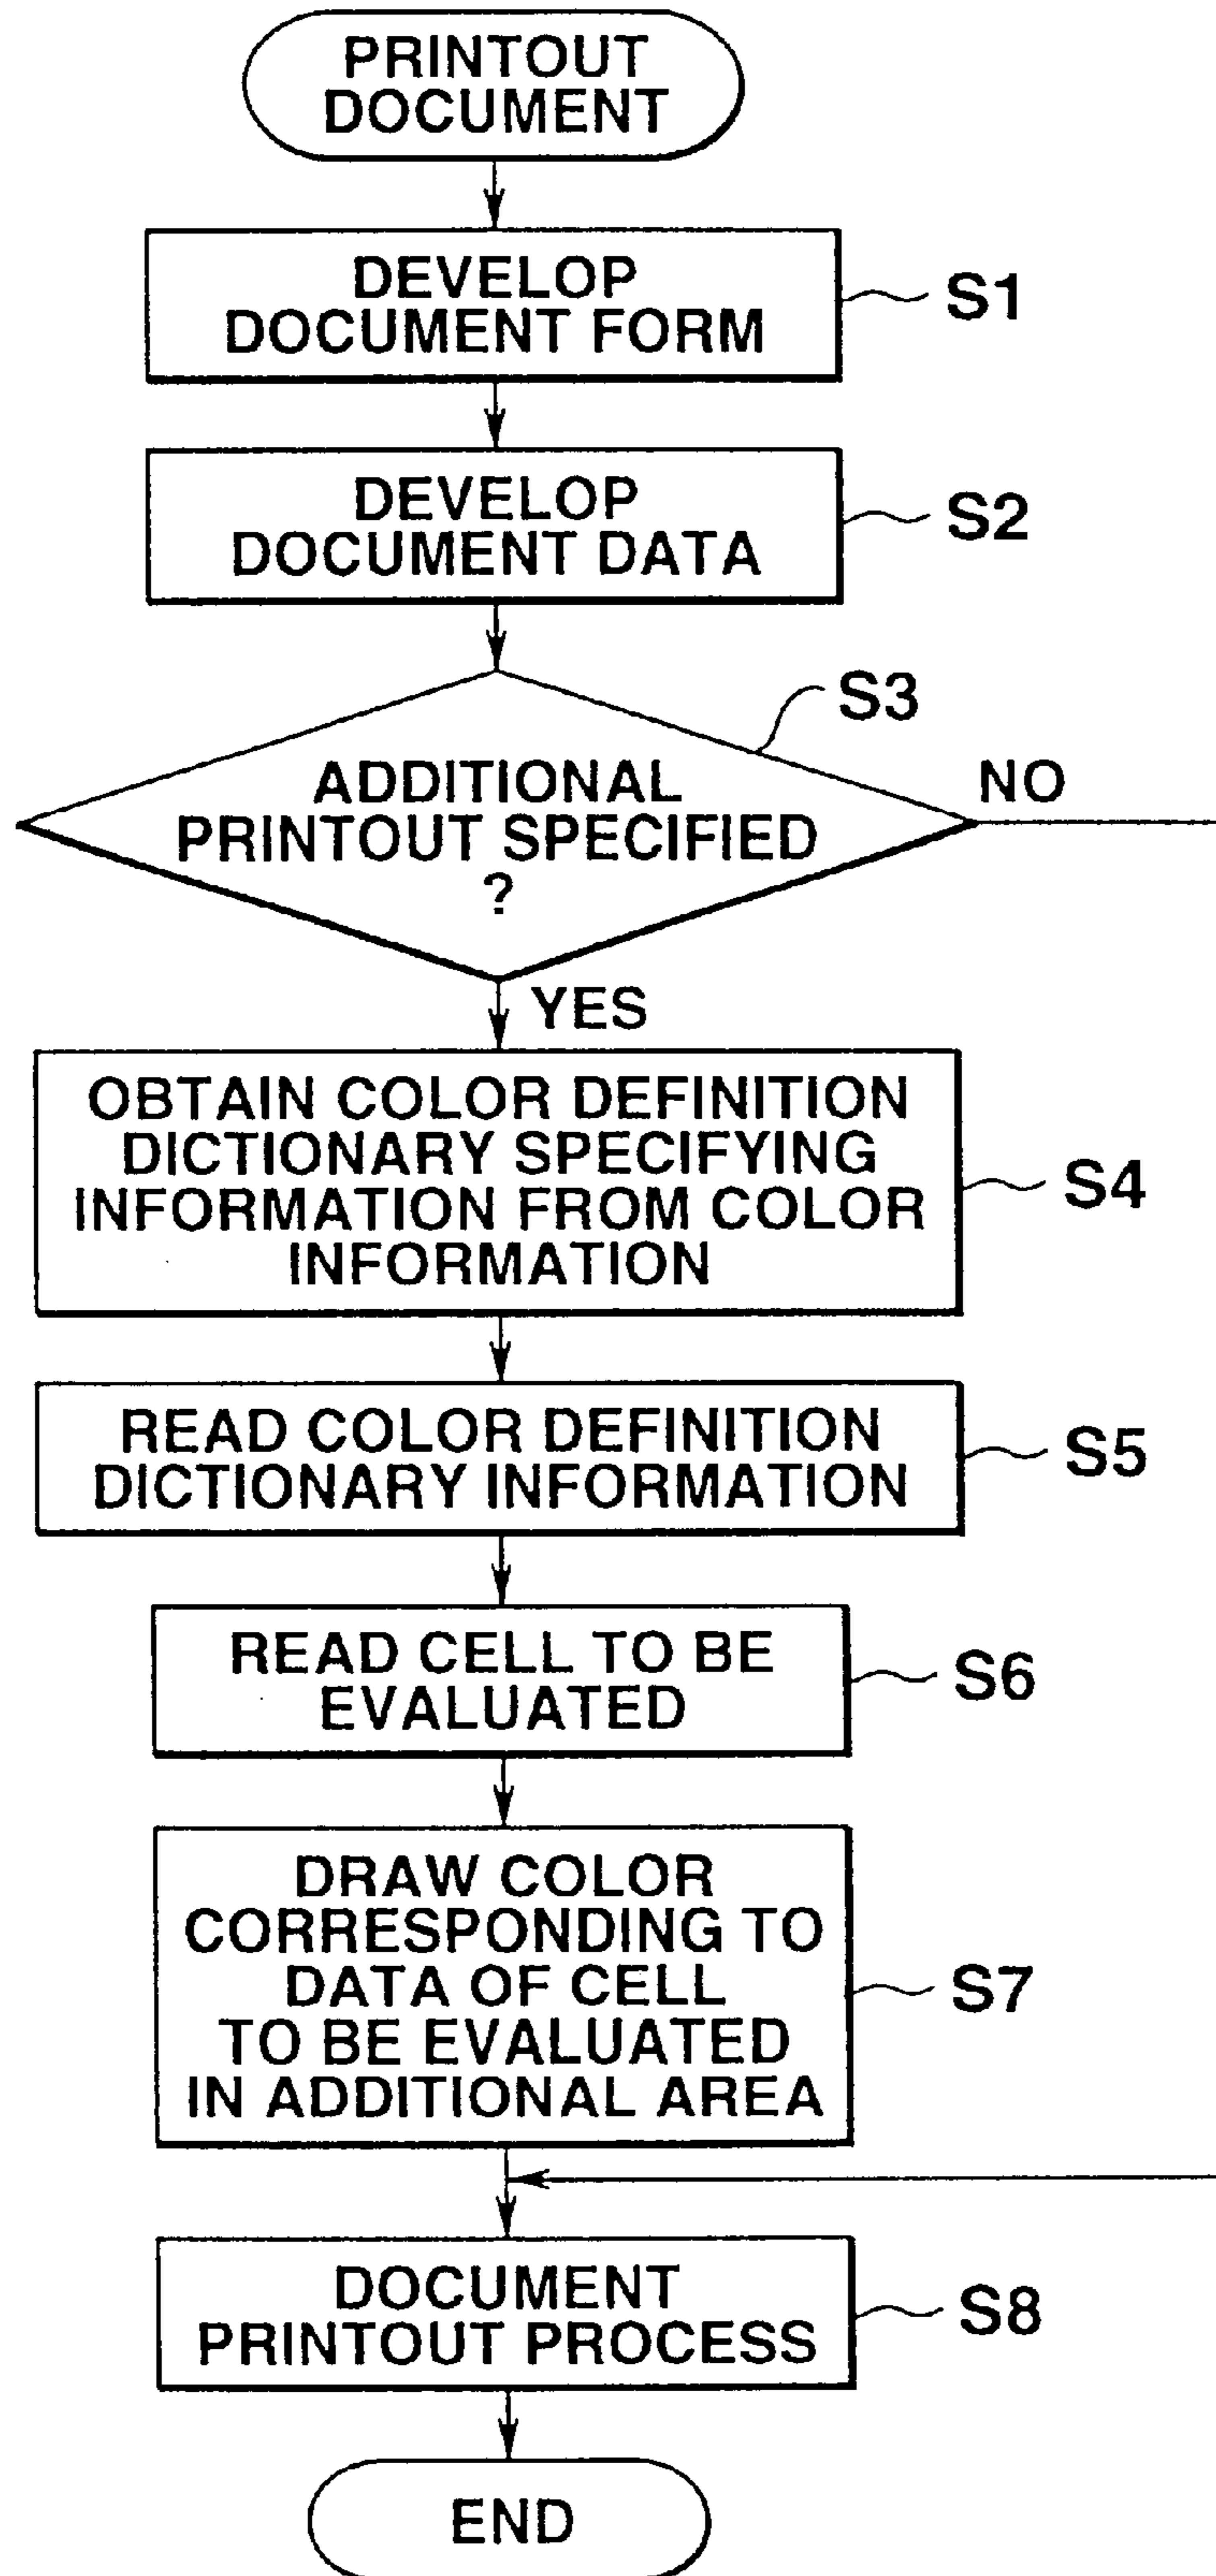 PRINTOUT
DOCUMENT
DEVELOP
DOCUMENT FORM
S1
DEVELOP
DOCUMENT DATA
S2
S3
ADDITIONAL
PRINTOUT SPECIFIED
?
NO
YES
OBTAIN COLOR DEFINITION
DICTIONARY SPECIFYING
INFORMATION FROM COLOR
INFORMATION
S4
READ COLOR DEFINITION
DICTIONARY INFORMATION
S5
READ CELL TO BE
EVALUATED
S6
DRAW COLOR
CORRESPONDING TO
DATA OF CELL
TO BE EVALUATED
IN ADDITIONAL AREA
S7
DOCUMENT
PRINTOUT PROCESS
S8
END